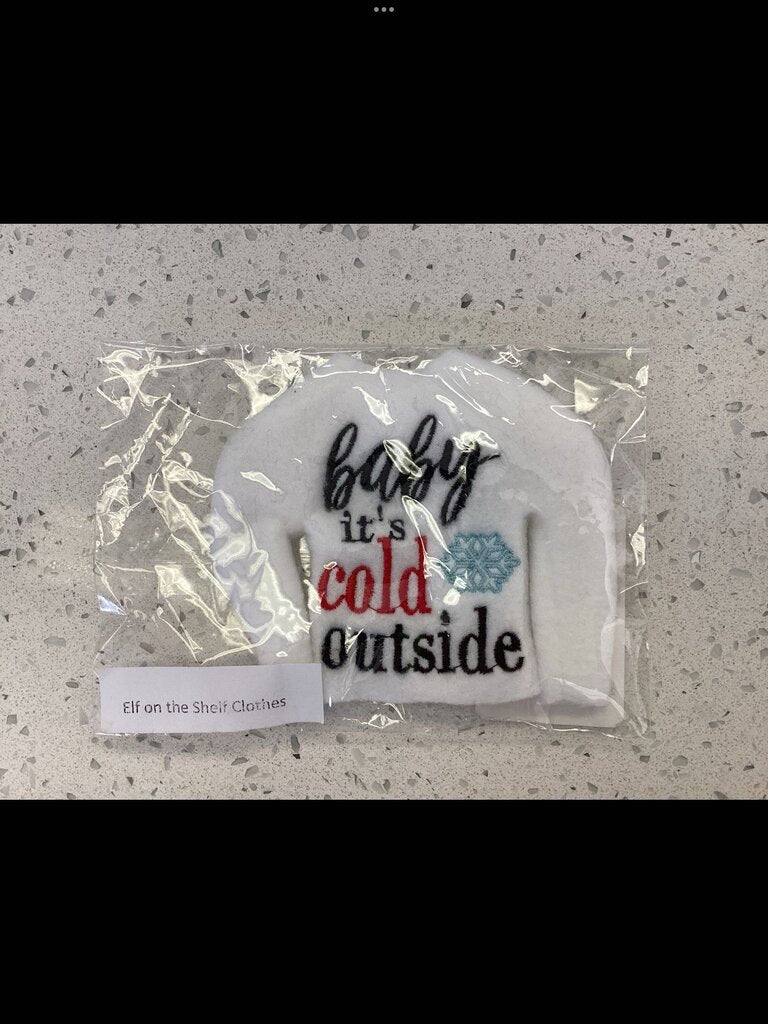 baby
it's
cold
outside
Elf on the Shelf Clothes